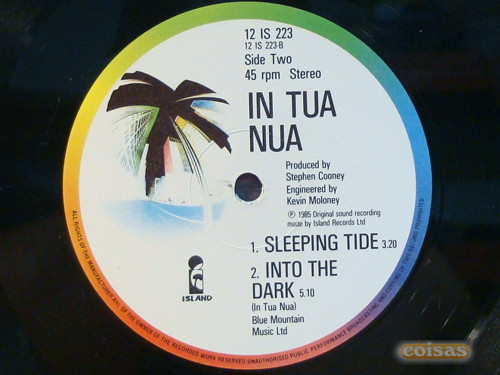 12 IS 223
12 IS 223-B
Side Two
45 rpm Stereo
IN TUA
NUA
Produced by
Stephen Cooney
Engineered by
Kevin Moloney
℗ 1985 Original sound recording
made by Island Records Ltd
1. SLEEPING TIDE 3.20
2. INTO THE
DARK 5.10
(In Tua Nua)
Blue Mountain
Music Ltd
ISLAND
ALL RIGHTS OF THE MANUFACTURER AND OF THE OWNER OF THE RECORDED WORK RESERVED UNAUTHORISED PUBLIC PERFORMANCE BROADCASTING AND COPYING OF THIS RECORD PROHIBITED
coisas